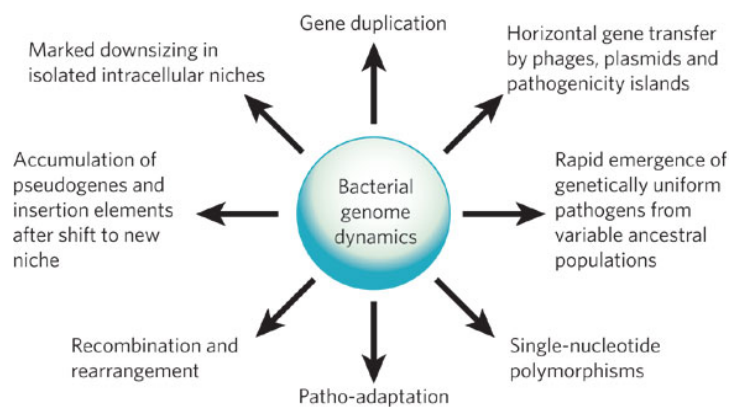 Gene duplication
Horizontal gene transfer
by phages, plasmids and
pathogenicity islands
Rapid emergence of
genetically uniform
pathogens from
variable ancestral
populations
Single-nucleotide
polymorphisms
Patho-adaptation
Recombination and
rearrangement
Accumulation of
pseudogenes and
insertion elements
after shift to new
niche
Marked downsizing in
isolated intracellular niches
Bacterial
genome
dynamics